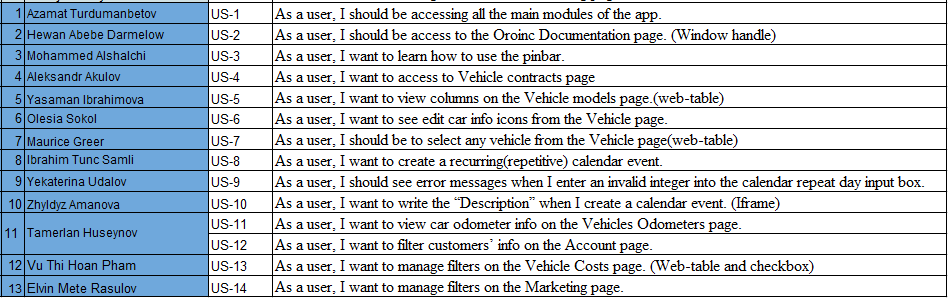 1 Azamat Turdumanbetov US-1 As a user, I should be accessing all the main modules of the app.
2 Hewan Abebe Darmelow US-2 As a user, I should be access to the Oroinc Documentation page. (Window handle)
3 Mohammed Alshalchi US-3 As a user, I want to learn how to use the pinbar.
4 Aleksandr Akulov US-4 As a user, I want to access to Vehicle contracts page
5 Yasaman Ibrahimova US-5 As a user, I want to view columns on the Vehicle models page.(web-table)
6 Olesia Sokol US-6 As a user, I want to see edit car info icons from the Vehicle page.
7 Maurice Greer US-7 As a user, I should be to select any vehicle from the Vehicle page(web-table)
8 Ibrahim Tunc Samli US-8 As a user, I want to create a recurring(repetitive) calendar event.
9 Yekaterina Udalov US-9 As a user, I should see error messages when I enter an invalid integer into the calendar repeat day input box.
10 Zhyldyz Amanova US-10 As a user, I want to write the “Description” when I create a calendar event. (Iframe)
11 Tamerlan Huseynov US-11 As a user, I want to view car odometer info on the Vehicles Odometers page.
US-12 As a user, I want to filter customers’ info on the Account page.
12 Vu Thi Hoan Pham US-13 As a user, I want to manage filters on the Vehicle Costs page. (Web-table and checkbox)
13 Elvin Mete Rasulov US-14 As a user, I want to manage filters on the Marketing page.